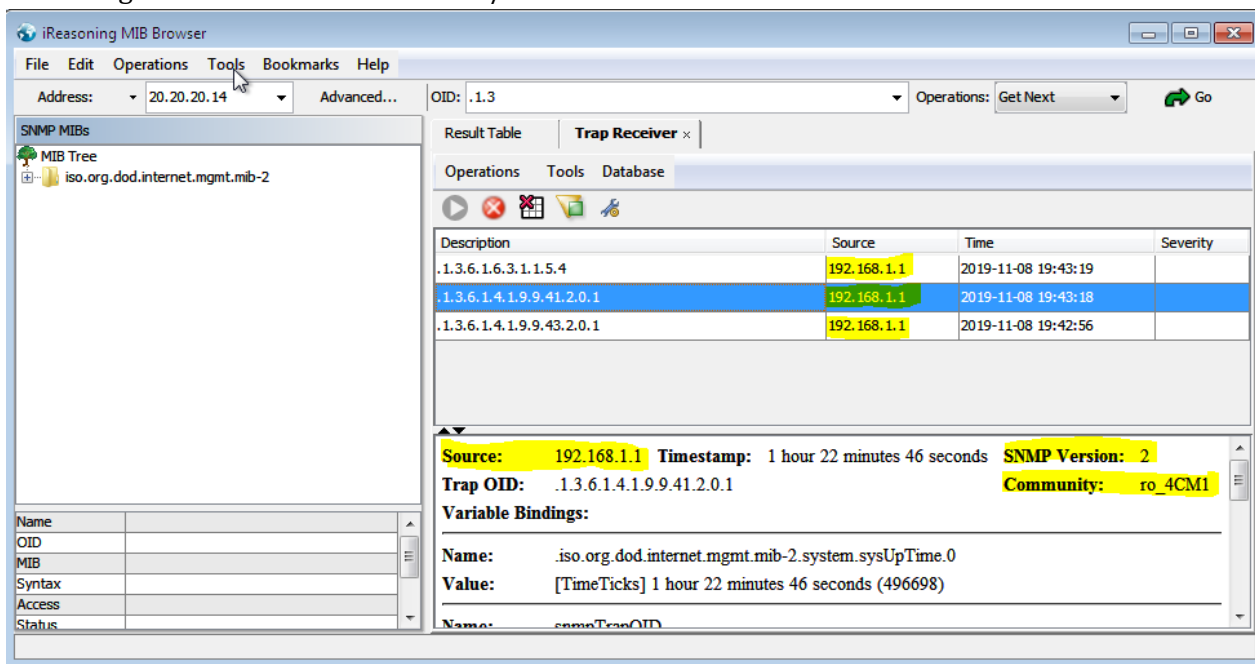 iReasoning MIB Browser
File Edit Operations Tools Bookmarks Help
Address: 20.20.20.14 Advanced... OID: .1.3 Operations: Get Next Go
SNMP MIBs
MIB Tree
iso.org.dod.internet.mgmt.mib-2
Result Table Trap Receiver ×
Operations Tools Database
Description Source Time Severity
.1.3.6.1.6.3.1.1.5.4 192.168.1.1 2019-11-08 19:43:19
.1.3.6.1.4.1.9.9.41.2.0.1 192.168.1.1 2019-11-08 19:43:18
.1.3.6.1.4.1.9.9.43.2.0.1 192.168.1.1 2019-11-08 19:42:56
Source: 192.168.1.1 Timestamp: 1 hour 22 minutes 46 seconds SNMP Version: 2
Trap OID: .1.3.6.1.4.1.9.9.41.2.0.1 Community: ro_4CM1
Variable Bindings:
Name: .iso.org.dod.internet.mgmt.mib-2.system.sysUpTime.0
Value: [TimeTicks] 1 hour 22 minutes 46 seconds (496698)
Name: snmpTrapOID
Name
OID
MIB
Syntax
Access
Status